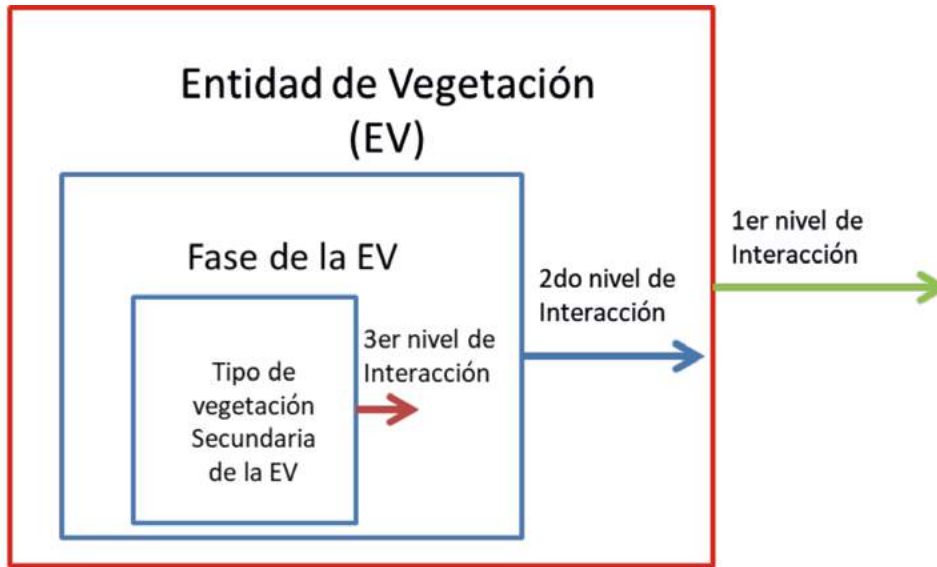 Entidad de Vegetación
(EV)
Fase de la EV
Tipo de
vegetación
Secundaria
de la EV
3er nivel de
Interacción
2do nivel de
Interacción
1er nivel de
Interacción